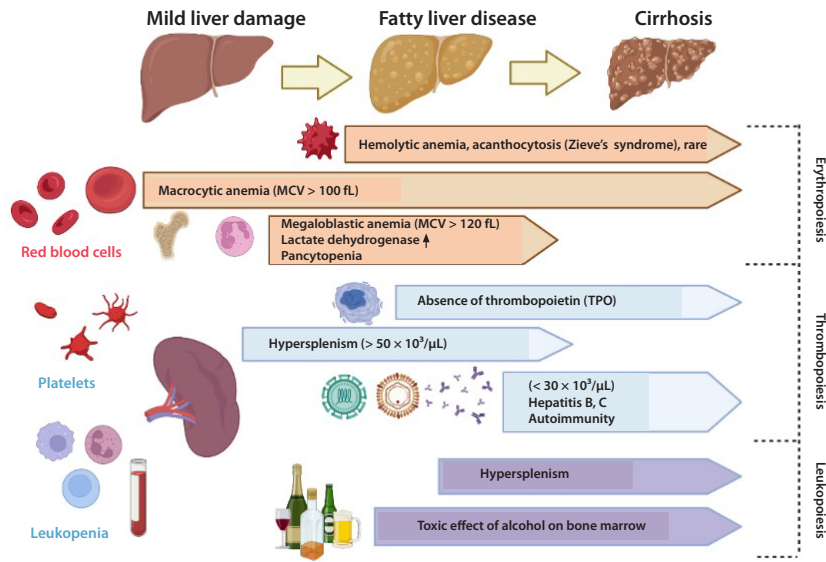 Mild liver damage
Fatty liver disease
Cirrhosis
Hemolytic anemia, acanthocytosis (Zieve's syndrome), rare
Macrocytic anemia (MCV > 100 fL)
Megaloblastic anemia (MCV > 120 fL)
Lactate dehydrogenase ↑
Pancytopenia
Red blood cells
Erythropoiesis
Absence of thrombopoietin (TPO)
Hypersplenism (> 50 × 10³/µL)
(< 30 × 10³/µL)
Hepatitis B, C
Autoimmunity
Platelets
Thrombopoiesis
Hypersplenism
Toxic effect of alcohol on bone marrow
Leukopenia
Leukopoiesis